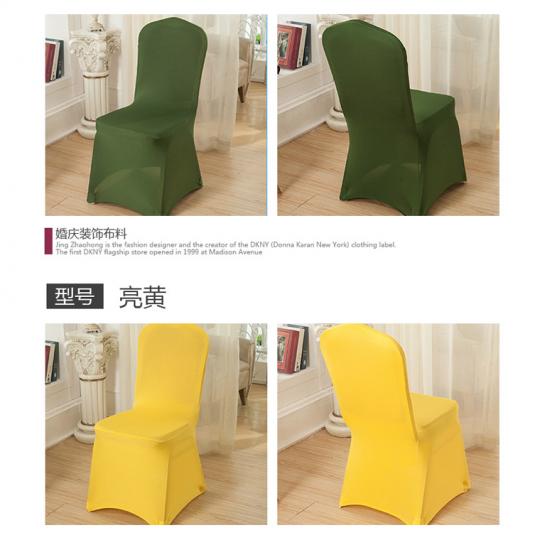 婚庆装饰布料
Jing Zhaohong is the fashion designer and the creator of the DKNY (Donna Karan New York) clothing label.
The first DKNY flagship store opened in 1999 at Madison Avenue
型号 亮黄